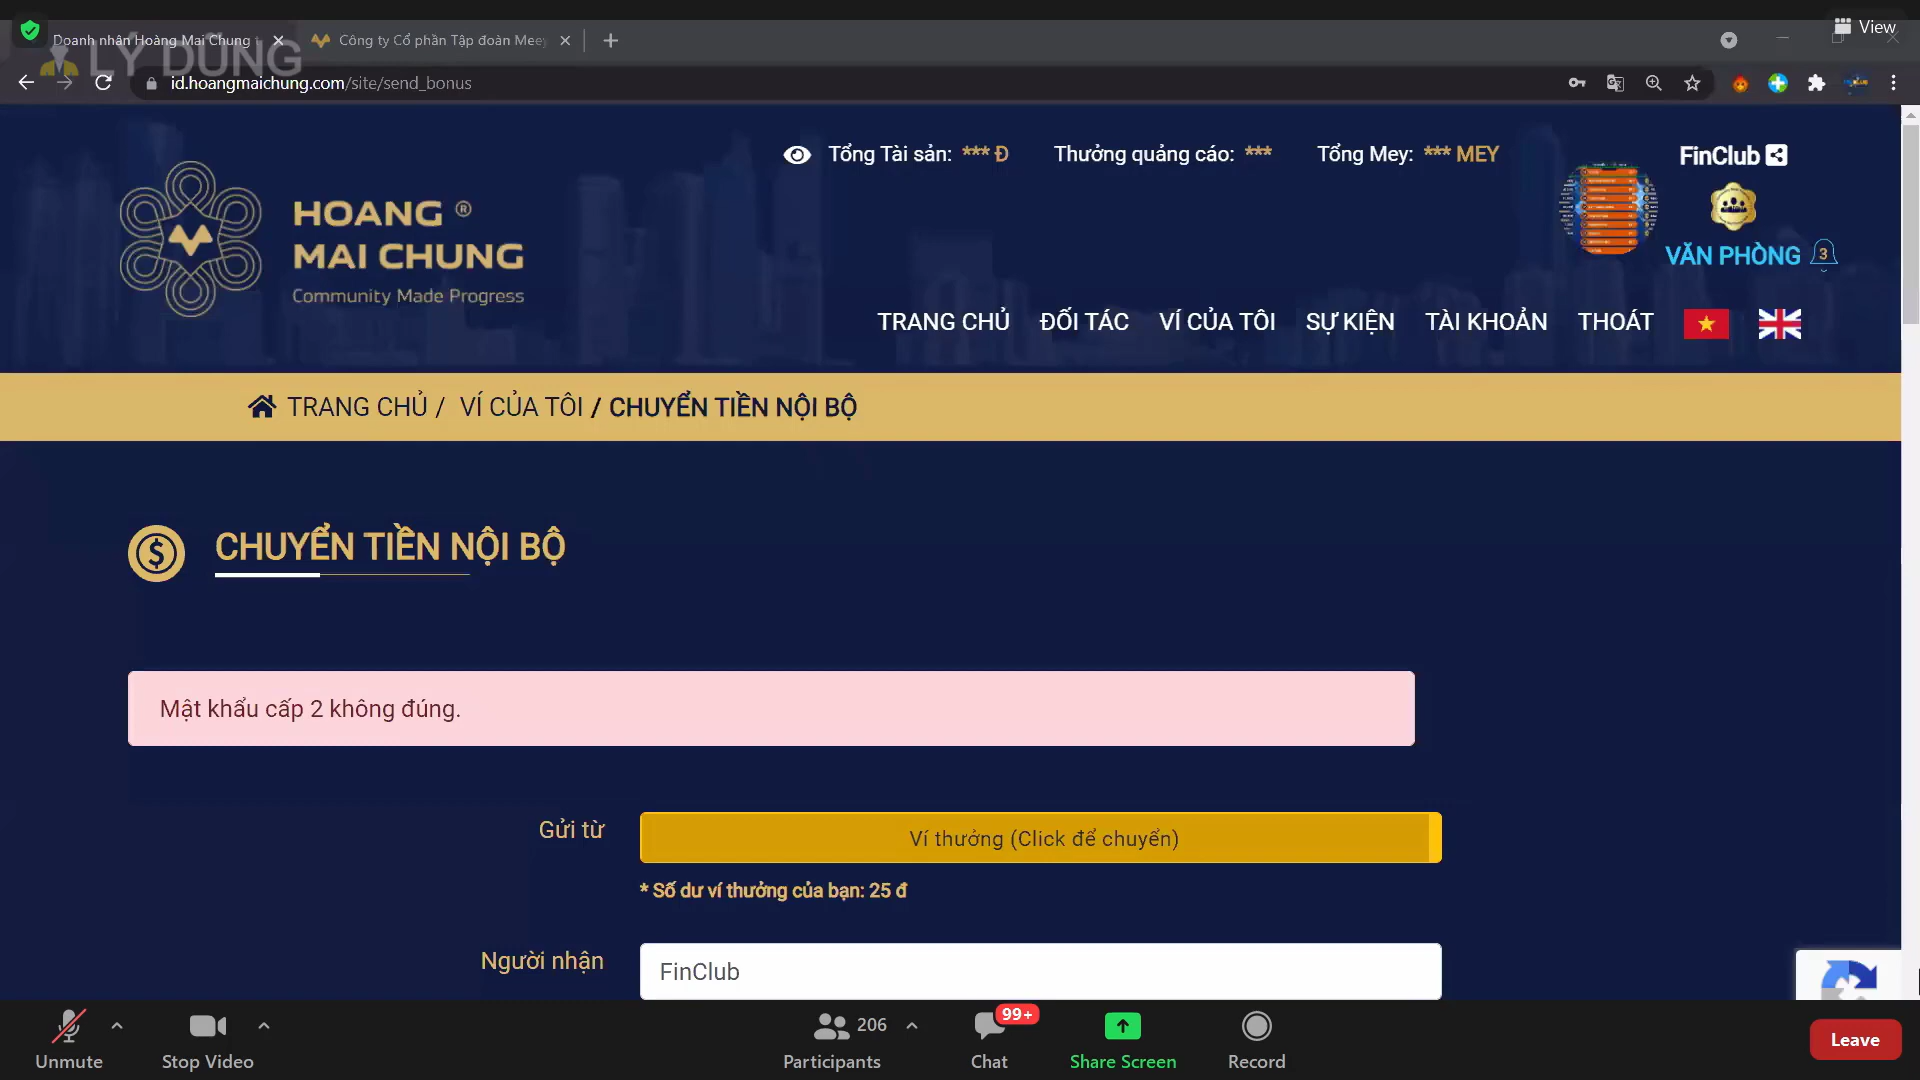 View
Doanh nhân Hoàng Mai Chung
Công ty Cổ phần Tập đoàn Meey
LÝ DŨNG
id.hoangmaichung.com/site/send_bonus
Tổng Tài sản: *** Đ
Thưởng quảng cáo: ***
Tổng Mey: *** MEY
FinClub
HOANG ®
MAI CHUNG
Community Made Progress
VĂN PHÒNG 3
TRANG CHỦ ĐỐI TÁC VÍ CỦA TÔI SỰ KIỆN TÀI KHOẢN THOÁT
TRANG CHỦ / VÍ CỦA TÔI / CHUYỂN TIỀN NỘI BỘ
CHUYỂN TIỀN NỘI BỘ
Mật khẩu cấp 2 không đúng.
Gửi từ
Ví thưởng (Click để chuyển)
* Số dư ví thưởng của bạn: 25 đ
Người nhận
FinClub
206
99+
Unmute
Stop Video
Participants
Chat
Share Screen
Record
Leave